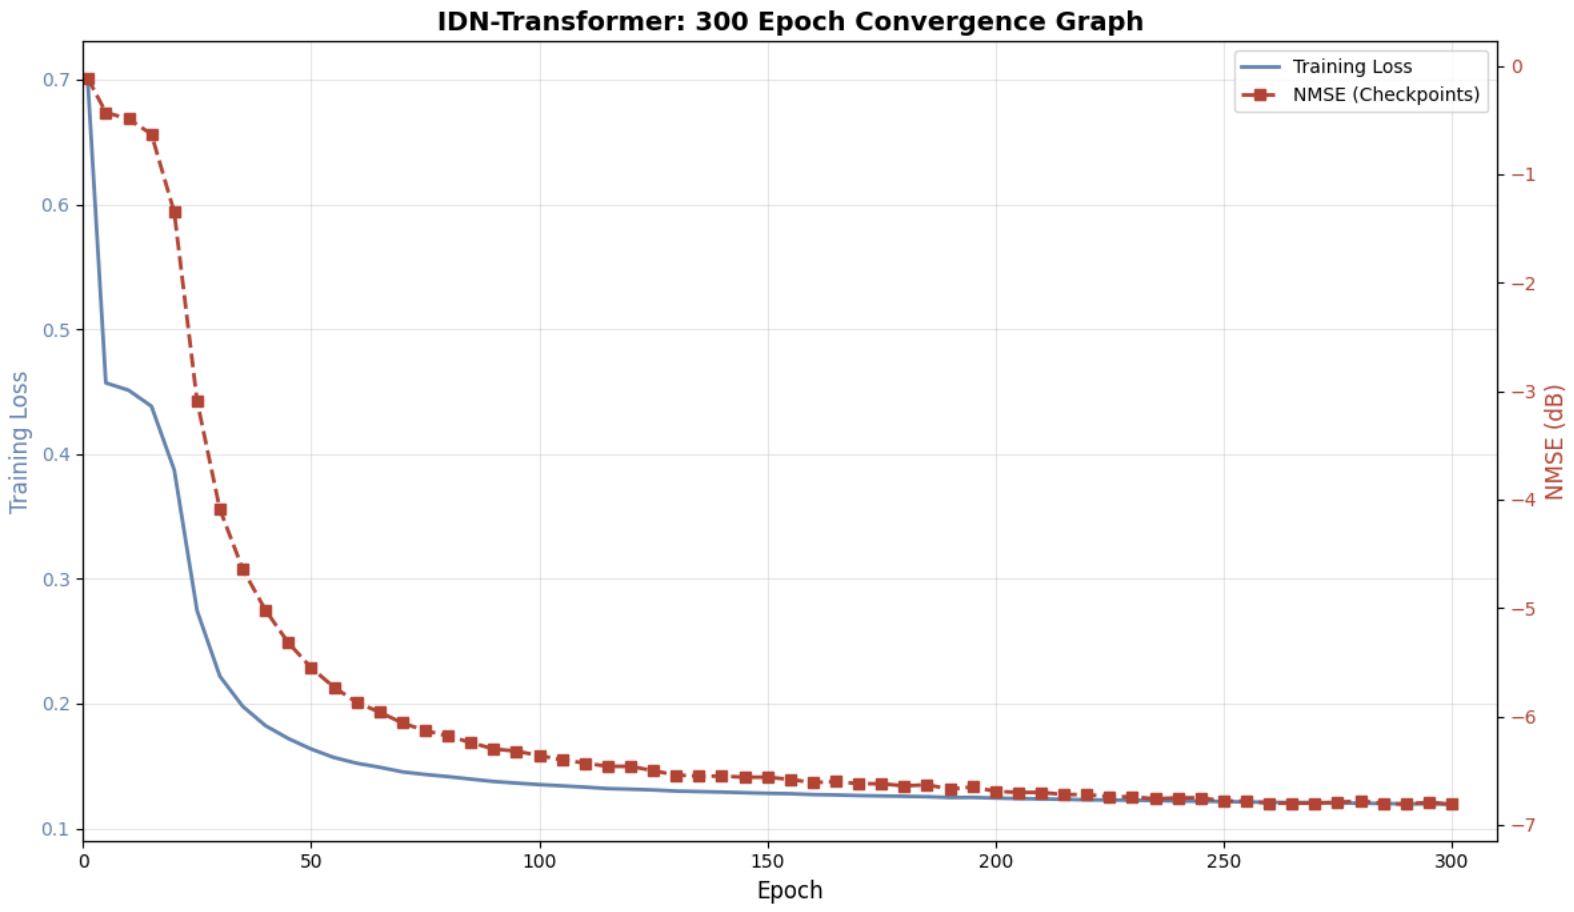 IDN-Transformer: 300 Epoch Convergence Graph
Training Loss
NMSE (Checkpoints)
0.7
0.6
0.5
0.4
0.3
0.2
0.1
Training Loss
0
−1
−2
−3
−4
−5
−6
−7
NMSE (dB)
0 50 100 150 200 250 300
Epoch